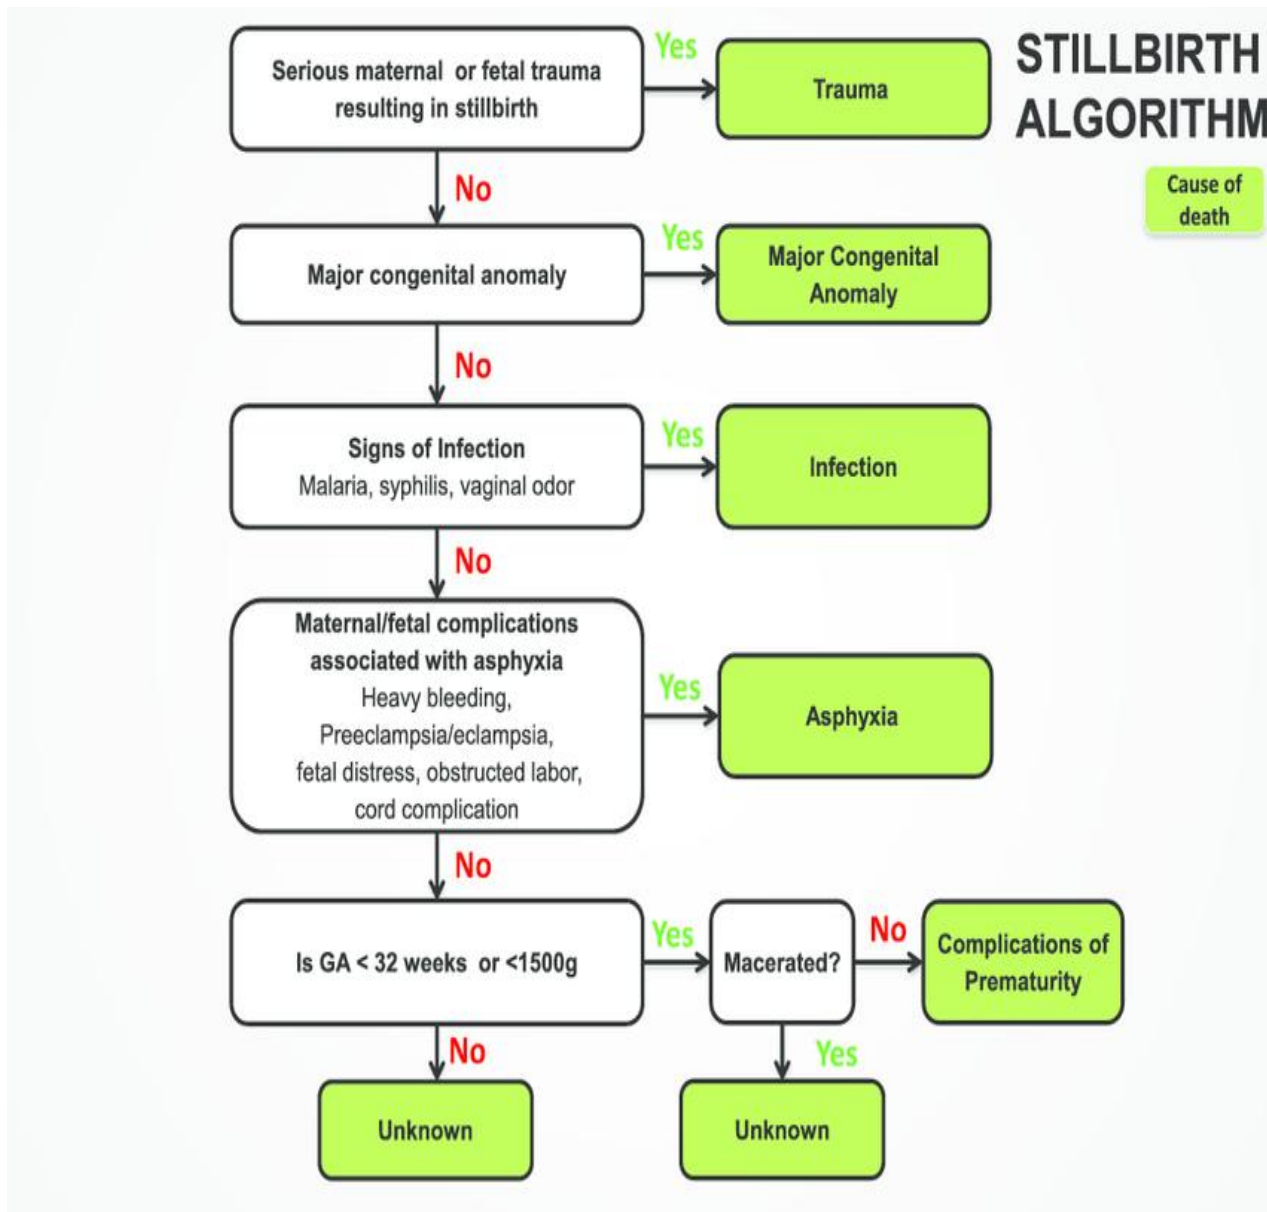 STILLBIRTH
ALGORITHM
Cause of
death
Serious maternal or fetal trauma
resulting in stillbirth
Yes
Trauma
No
Major congenital anomaly
Yes
Major Congenital
Anomaly
No
Signs of Infection
Malaria, syphilis, vaginal odor
Yes
Infection
No
Maternal/fetal complications
associated with asphyxia
Heavy bleeding,
Preeclampsia/eclampsia,
fetal distress, obstructed labor,
cord complication
Yes
Asphyxia
No
Is GA < 32 weeks or <1500g
Yes
Macerated?
No
Complications of
Prematurity
No
Unknown
Yes
Unknown